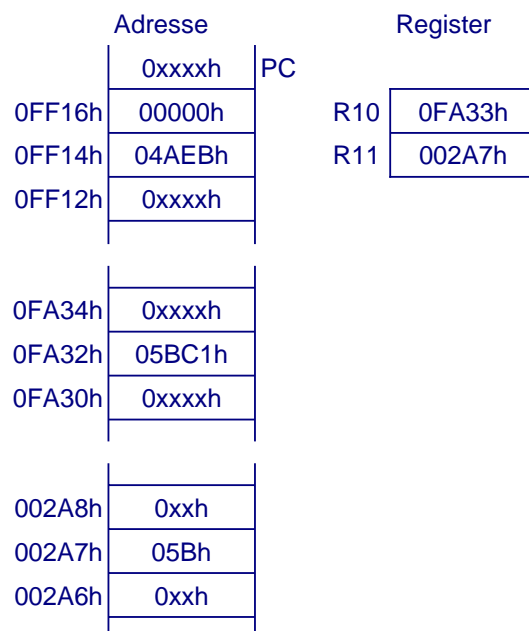 Adresse Register
0xxxxh PC
0FF16h 00000h R10 0FA33h
0FF14h 04AEBh R11 002A7h
0FF12h 0xxxxh
0FA34h 0xxxxh
0FA32h 05BC1h
0FA30h 0xxxxh
002A8h 0xxh
002A7h 05Bh
002A6h 0xxh